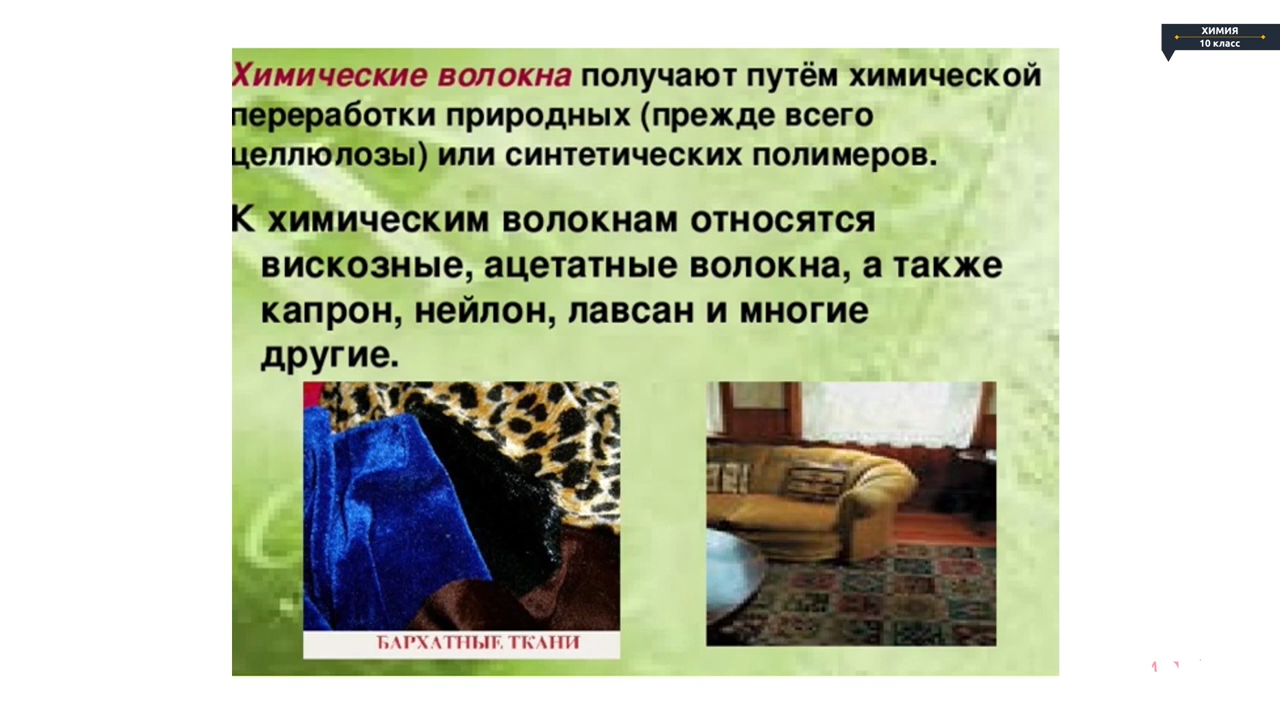 ХИМИЯ
10 класс
Химические волокна получают путём химической
переработки природных (прежде всего
целлюлозы) или синтетических полимеров.
К химическим волокнам относятся
вискозные, ацетатные волокна, а также
капрон, нейлон, лавсан и многие
другие.
БАРХАТНЫЕ ТКАНИ